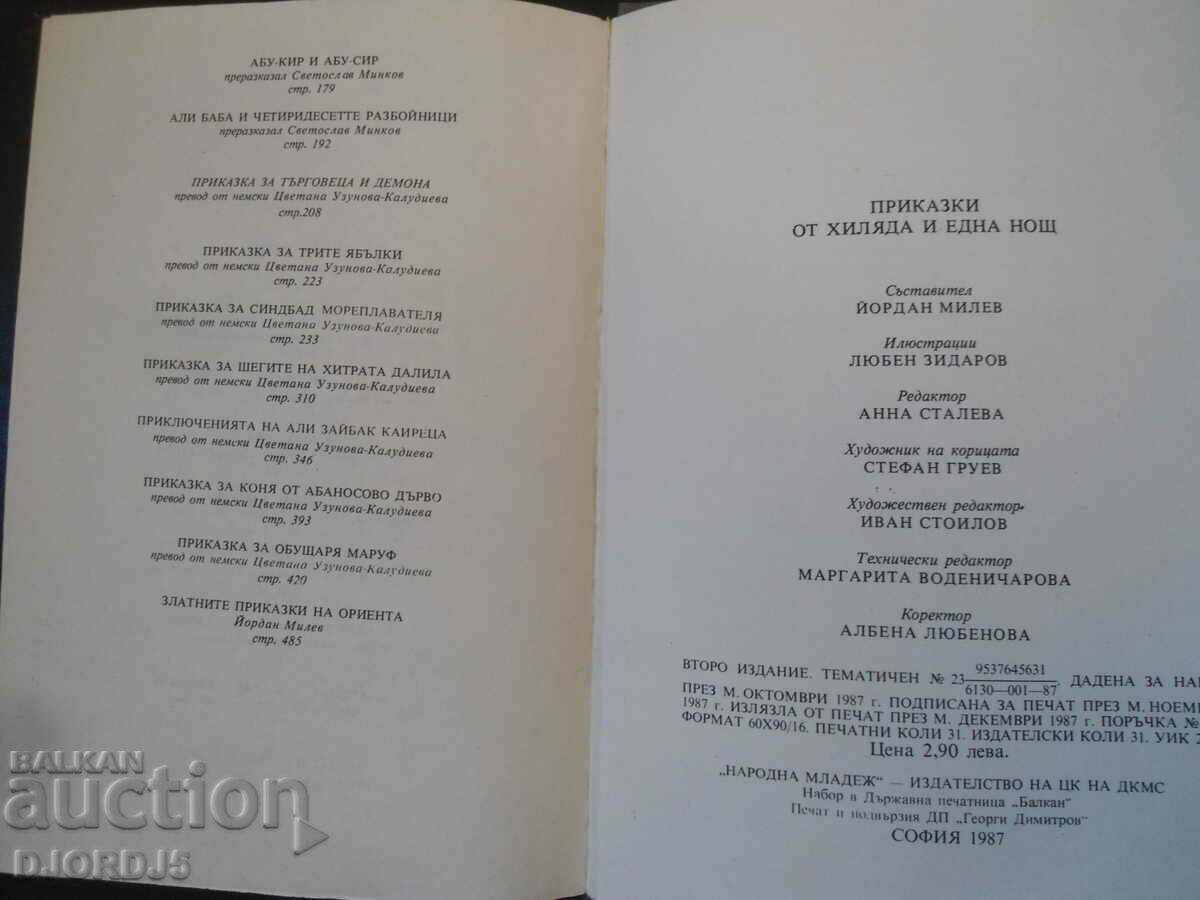 АБУ-КИР И АБУ-СИР
преразказал Светослав Минков
стр. 179
АЛИ БАБА И ЧЕТИРИДЕСЕТТЕ РАЗБОЙНИЦИ
преразказал Светослав Минков
стр. 192
ПРИКАЗКА ЗА ТЪРГОВЕЦА И ДЕМОНА
превод от немски Цветана Узунова-Калудиева
стр.208
ПРИКАЗКА ЗА ТРИТЕ ЯБЪЛКИ
превод от немски Цветана Узунова-Калудиева
стр. 223
ПРИКАЗКА ЗА СИНДБАД МОРЕПЛАВАТЕЛЯ
превод от немски Цветана Узунова-Калудиева
стр. 233
ПРИКАЗКА ЗА ШЕГИТЕ НА ХИТРАТА ДАЛИЛА
превод от немски Цветана Узунова-Калудиева
стр. 310
ПРИКЛЮЧЕНИЯТА НА АЛИ ЗАЙБАК КАИРЕЦА
превод от немски Цветана Узунова-Калудиева
стр. 346
ПРИКАЗКА ЗА КОНЯ ОТ АБАНОСОВО ДЪРВО
превод от немски Цветана Узунова-Калудиева
стр. 393
ПРИКАЗКА ЗА ОБУЩАРЯ МАРУФ
превод от немски Цветана Узунова-Калудиева
стр. 420
ЗЛАТНИТЕ ПРИКАЗКИ НА ОРИЕНТА
Йордан Милев
стр. 485
ПРИКАЗКИ
ОТ ХИЛЯДА И ЕДНА НОЩ
Съставител
ЙОРДАН МИЛЕВ
Илюстрации
ЛЮБЕН ЗИДАРОВ
Редактор
АННА СТАЛЕВА
Художник на корицата
СТЕФАН ГРУЕВ
Художествен редактор
ИВАН СТОИЛОВ
Технически редактор
МАРГАРИТА ВОДЕНИЧАРОВА
Коректор
АЛБЕНА ЛЮБЕНОВА
ВТОРО ИЗДАНИЕ. ТЕМАТИЧЕН № 23 9537645631 / 6130—001—87. ДАДЕНА ЗА НАБ
ПРЕЗ М. ОКТОМВРИ 1987 г. ПОДПИСАНА ЗА ПЕЧАТ ПРЕЗ М. НОЕМ
1987 г. ИЗЛЯЗЛА ОТ ПЕЧАТ ПРЕЗ М. ДЕКЕМВРИ 1987 г. ПОРЪЧКА №
ФОРМАТ 60Х90/16. ПЕЧАТНИ КОЛИ 31. ИЗДАТЕЛСКИ КОЛИ 31. УИК 2
Цена 2,90 лева.
„НАРОДНА МЛАДЕЖ“ — ИЗДАТЕЛСТВО НА ЦК НА ДКМС
Набор в Държавна печатница „Балкан“
Печат и подвързия ДП „Георги Димитров“
СОФИЯ 1987
BALKAN
auction
DJORDJ5